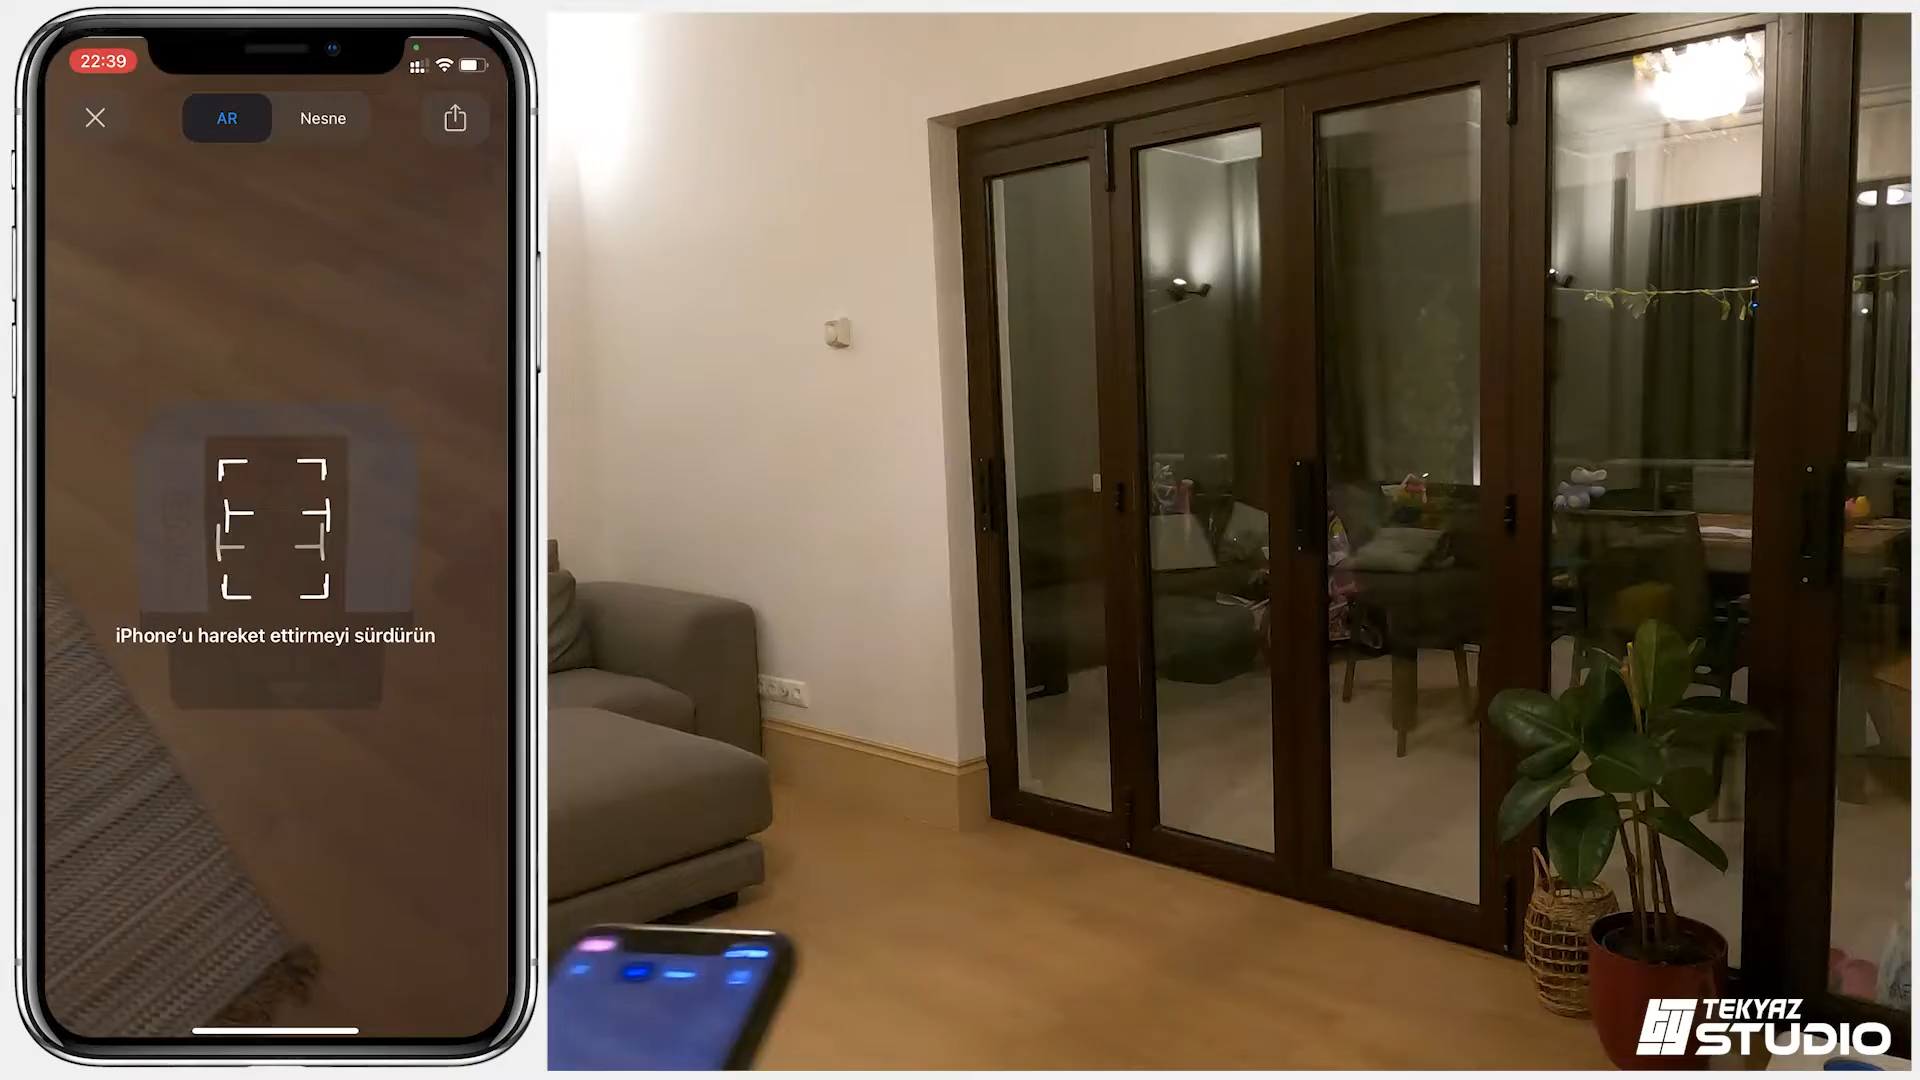 22:39
AR
Nesne
iPhone'u hareket ettirmeyi sürdürün
TEKYAZ
STUDIO